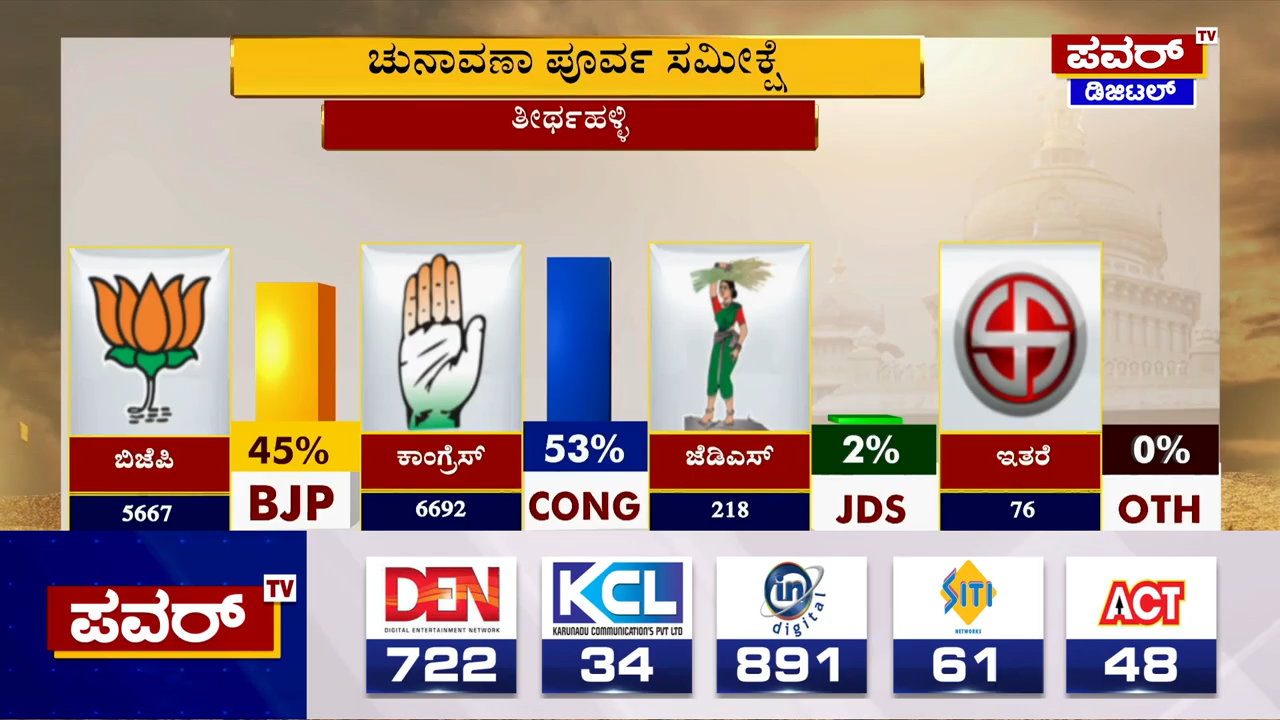 ಚುನಾವಣಾ ಪೂರ್ವ ಸಮೀಕ್ಷೆ
ತೀರ್ಥಹಳ್ಳಿ
ಪವರ್ TV
ಡಿಜಿಟಲ್
ಬಿಜೆಪಿ
5667
45%
BJP
ಕಾಂಗ್ರೆಸ್
6692
53%
CONG
ಜೆಡಿಎಸ್
218
2%
JDS
ಇತರೆ
76
0%
OTH
ಪವರ್ TV
DEN
DIGITAL ENTERTAINMENT NETWORK
722
KCL
KARUNADU COMMUNICATION'S PVT LTD
34
in
digital
891
SITI
NETWORKS
61
ACT
48